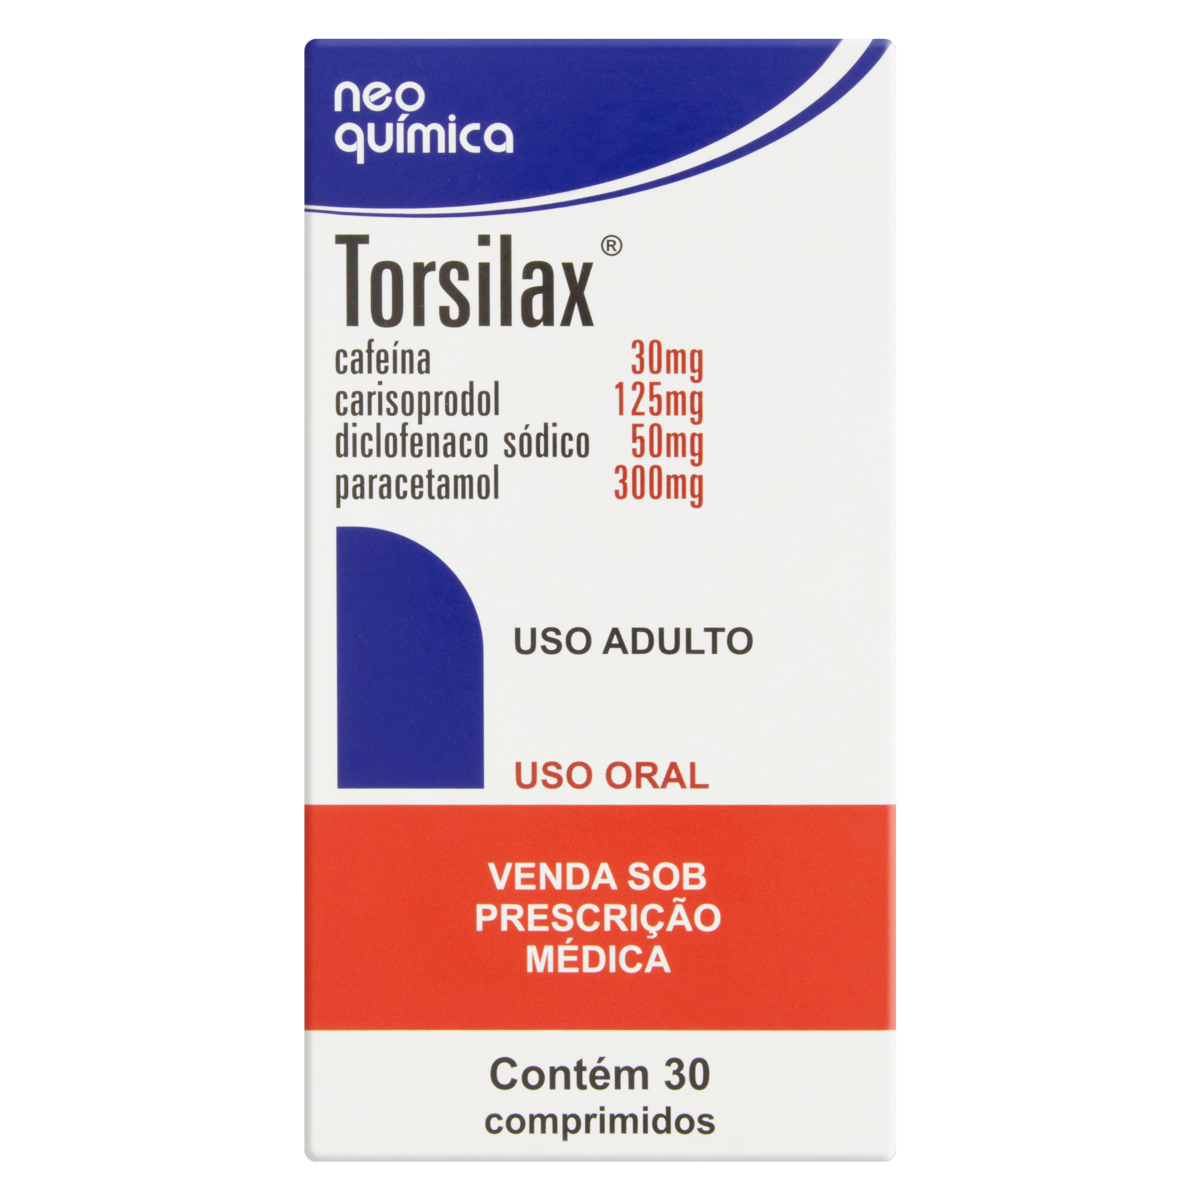 neo
química
Torsilax®
cafeína 30mg
carisoprodol 125mg
diclofenaco sódico 50mg
paracetamol 300mg
USO ADULTO
USO ORAL
VENDA SOB
PRESCRIÇÃO
MÉDICA
Contém 30
comprimidos